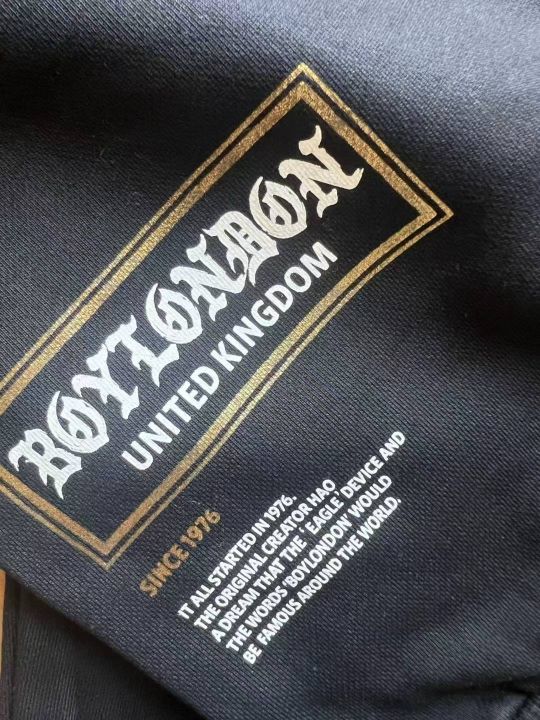 BOYLONDON
UNITED KINGDOM
SINCE 1976
IT ALL STARTED IN 1976.
THE ORIGINAL CREATOR HAO
A DREAM THAT THE 'EAGLE' DEVICE AND
THE WORDS 'BOYLONDON' WOULD
BE FAMOUS AROUND THE WORLD.